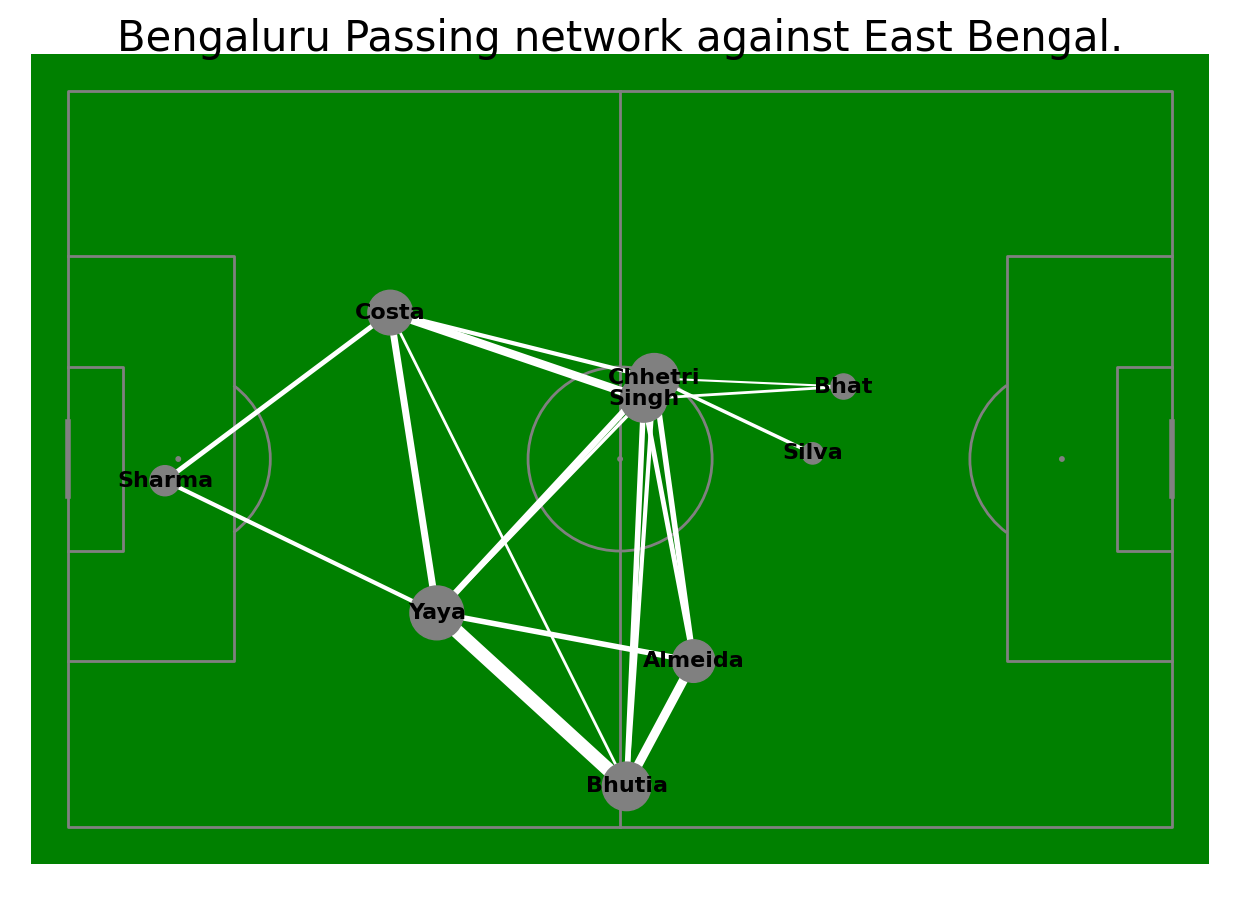 Bengaluru Passing network against East Bengal.
Costa
Chhetri
Bhat
Singh
Silva
Sharma
Yaya
Almeida
Bhutia